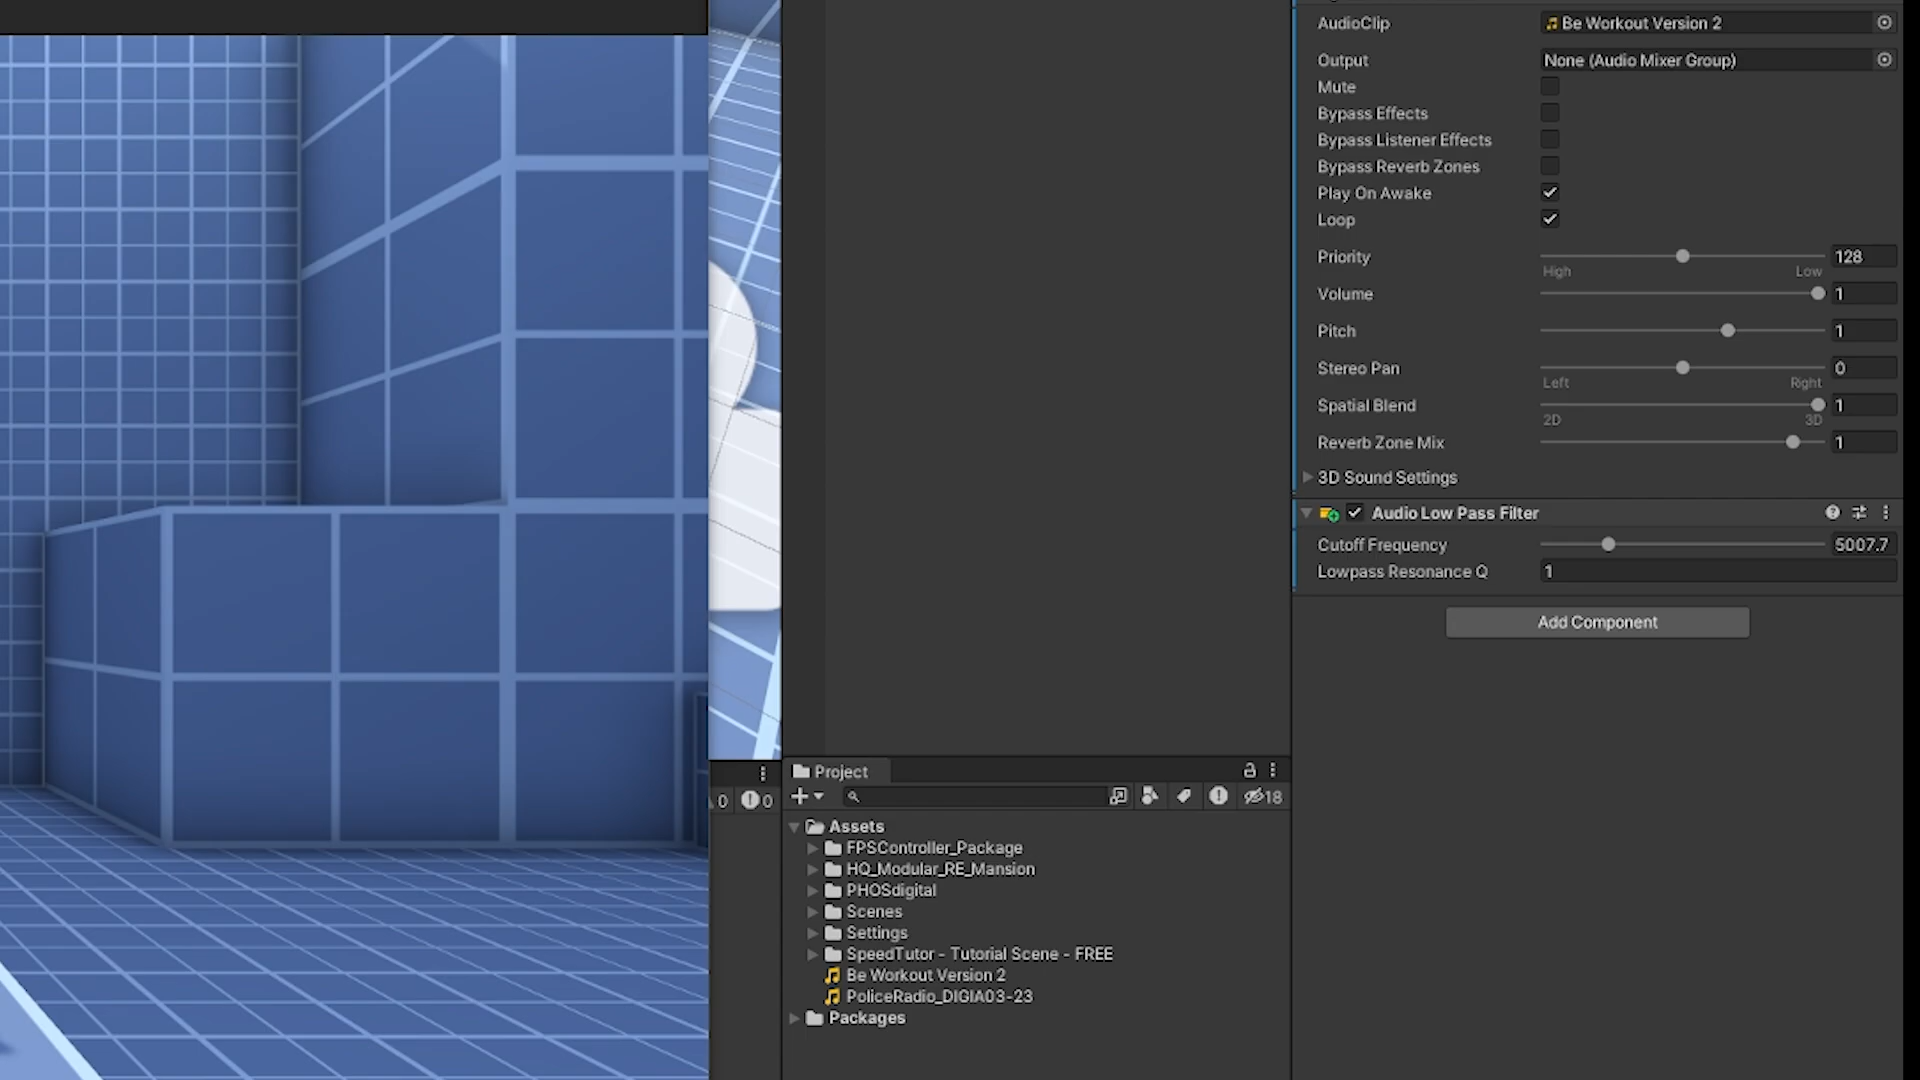 AudioClip
Be Workout Version 2
Output
None (Audio Mixer Group)
Mute
Bypass Effects
Bypass Listener Effects
Bypass Reverb Zones
Play On Awake
Loop
Priority
128
High
Low
Volume
1
Pitch
1
Stereo Pan
0
Left
Right
Spatial Blend
1
2D
3D
Reverb Zone Mix
1
3D Sound Settings
Audio Low Pass Filter
Cutoff Frequency
5007.7
Lowpass Resonance Q
1
Add Component
Project
0
0
18
Assets
FPSController_Package
HQ_Modular_RE_Mansion
PHOSdigital
Scenes
Settings
SpeedTutor - Tutorial Scene - FREE
Be Workout Version 2
PoliceRadio_DIGIA03-23
Packages